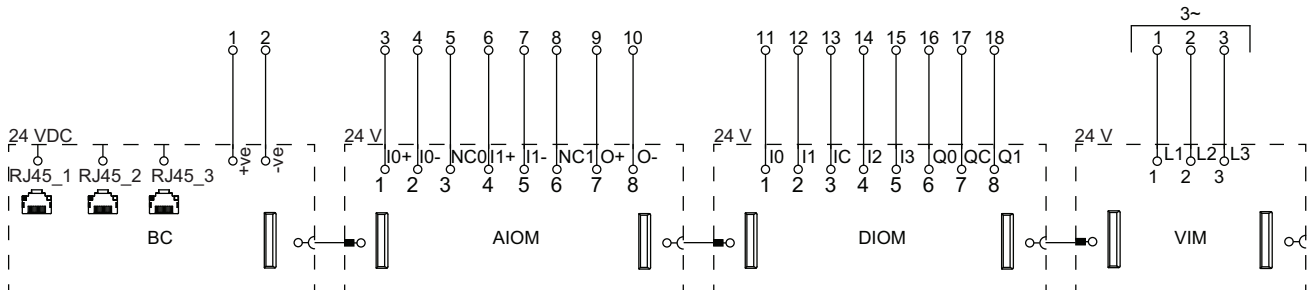 3~
1 2 3 4 5 6 7 8 9 10 11 12 13 14 15 16 17 18 1 2 3
24 VDC 24 V 24 V 24 V
+ve -ve I0+ I0- NC0 I1+ I1- NC1 O+ O- I0 I1 IC I2 I3 Q0 QC Q1 L1 L2 L3
RJ45_1 RJ45_2 RJ45_3 1 2 3 4 5 6 7 8 1 2 3 4 5 6 7 8 1 2 3
BC AIOM DIOM VIM